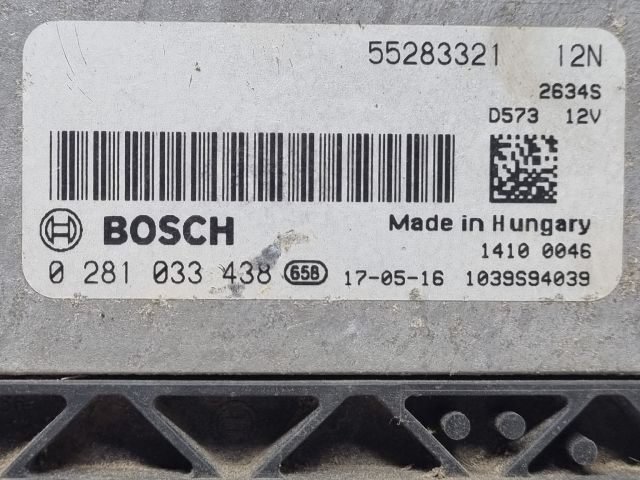 55283321 12N
2634S
D573 12V
BOSCH
Made in Hungary
1410 0046
0 281 033 438 658 17-05-16 1039S94039